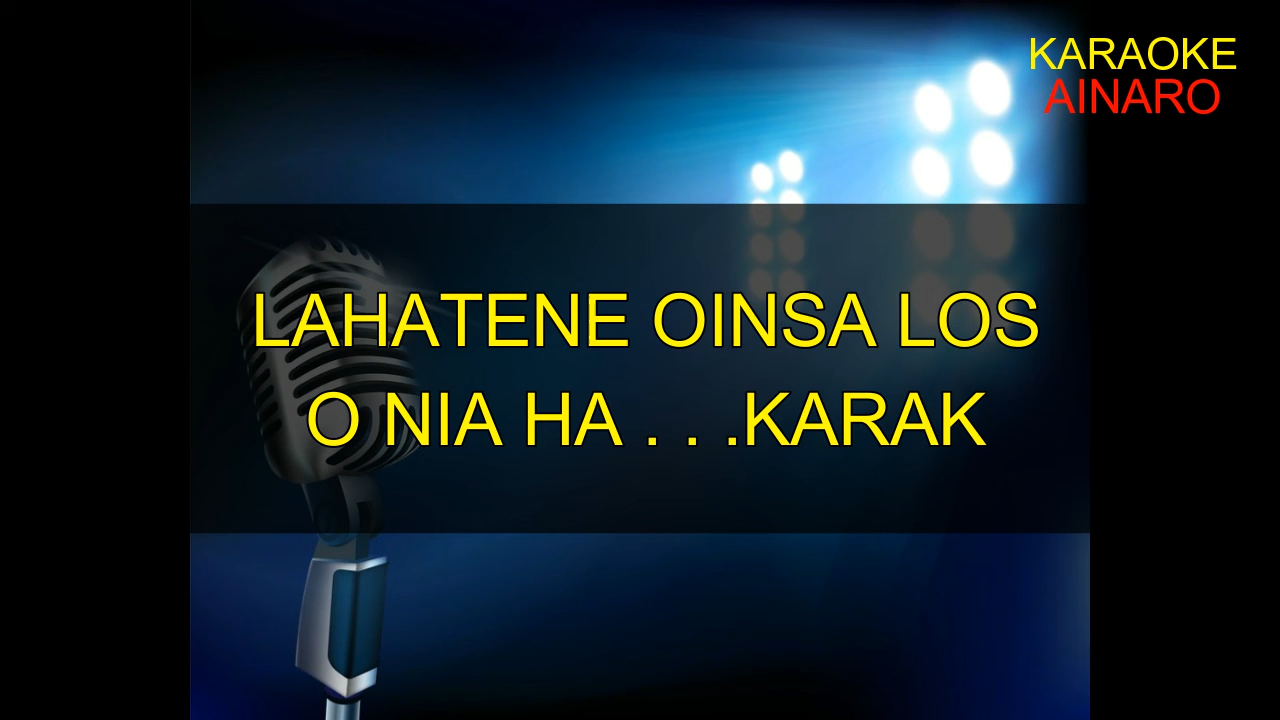 KARAOKE
AINARO
LAHATENE OINSA LOS
O NIA HA . . .KARAK